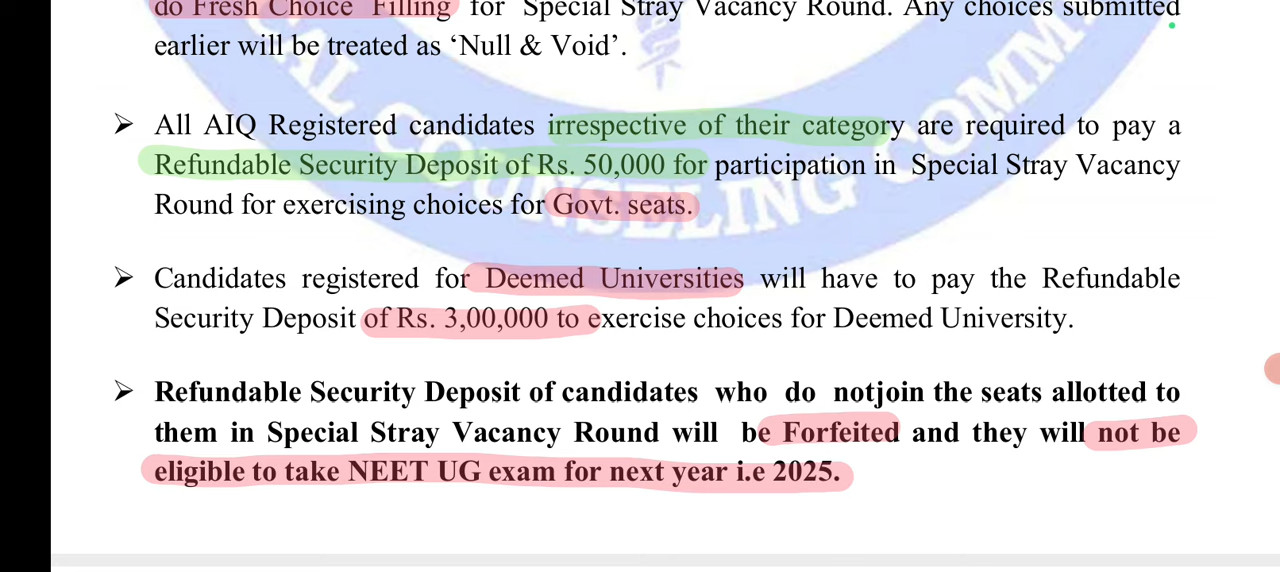 do Fresh Choice Filling for Special Stray Vacancy Round. Any choices submitted
earlier will be treated as ‘Null & Void’.
➢ All AIQ Registered candidates irrespective of their category are required to pay a
Refundable Security Deposit of Rs. 50,000 for participation in Special Stray Vacancy
Round for exercising choices for Govt. seats.
➢ Candidates registered for Deemed Universities will have to pay the Refundable
Security Deposit of Rs. 3,00,000 to exercise choices for Deemed University.
➢ Refundable Security Deposit of candidates who do notjoin the seats allotted to
them in Special Stray Vacancy Round will be Forfeited and they will not be
eligible to take NEET UG exam for next year i.e 2025.
AL COUNSELING COMM